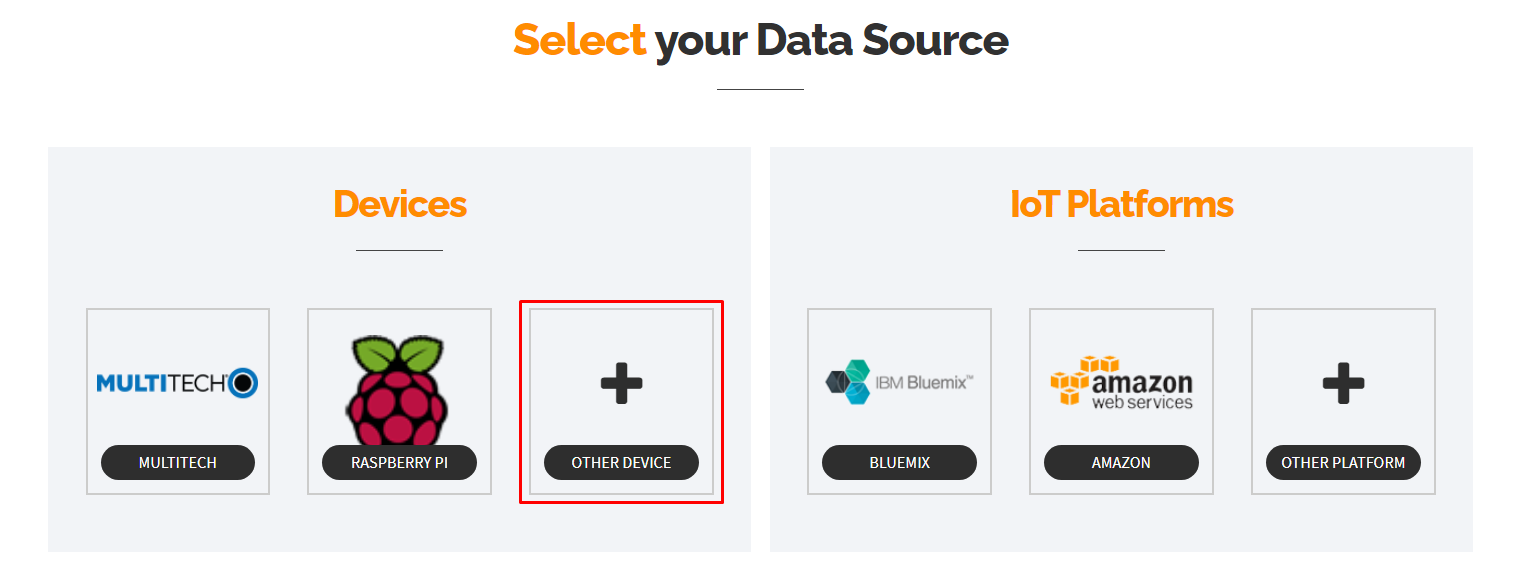 Select your Data Source
Devices
MULTITECH
MULTITECH
RASPBERRY PI
OTHER DEVICE
IoT Platforms
IBM Bluemix™
BLUEMIX
amazon
web services
AMAZON
OTHER PLATFORM